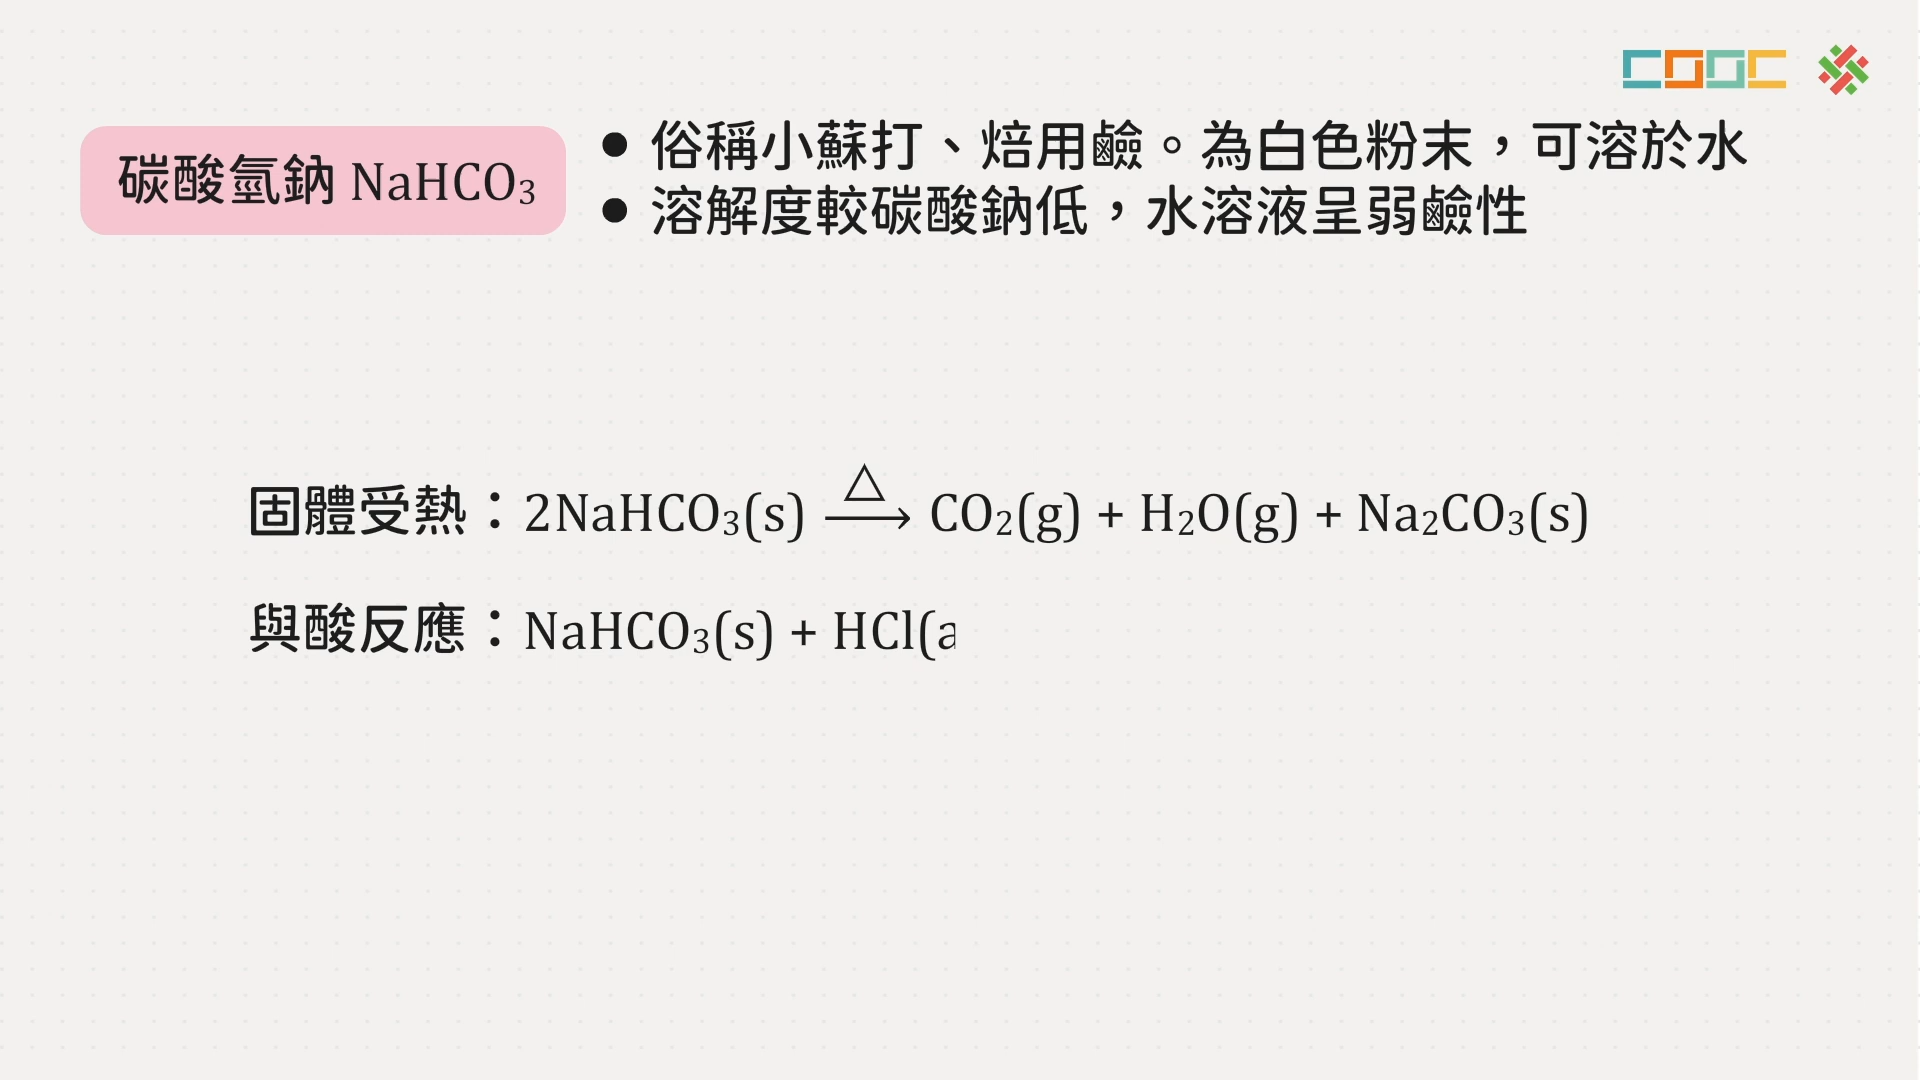 COOC
碳酸氫鈉 NaHCO₃
● 俗稱小蘇打、焙用鹼。為白色粉末，可溶於水
● 溶解度較碳酸鈉低，水溶液呈弱鹼性
△
固體受熱：2NaHCO₃(s) ⟶ CO₂(g) + H₂O(g) + Na₂CO₃(s)
與酸反應：NaHCO₃(s) + HCl(a